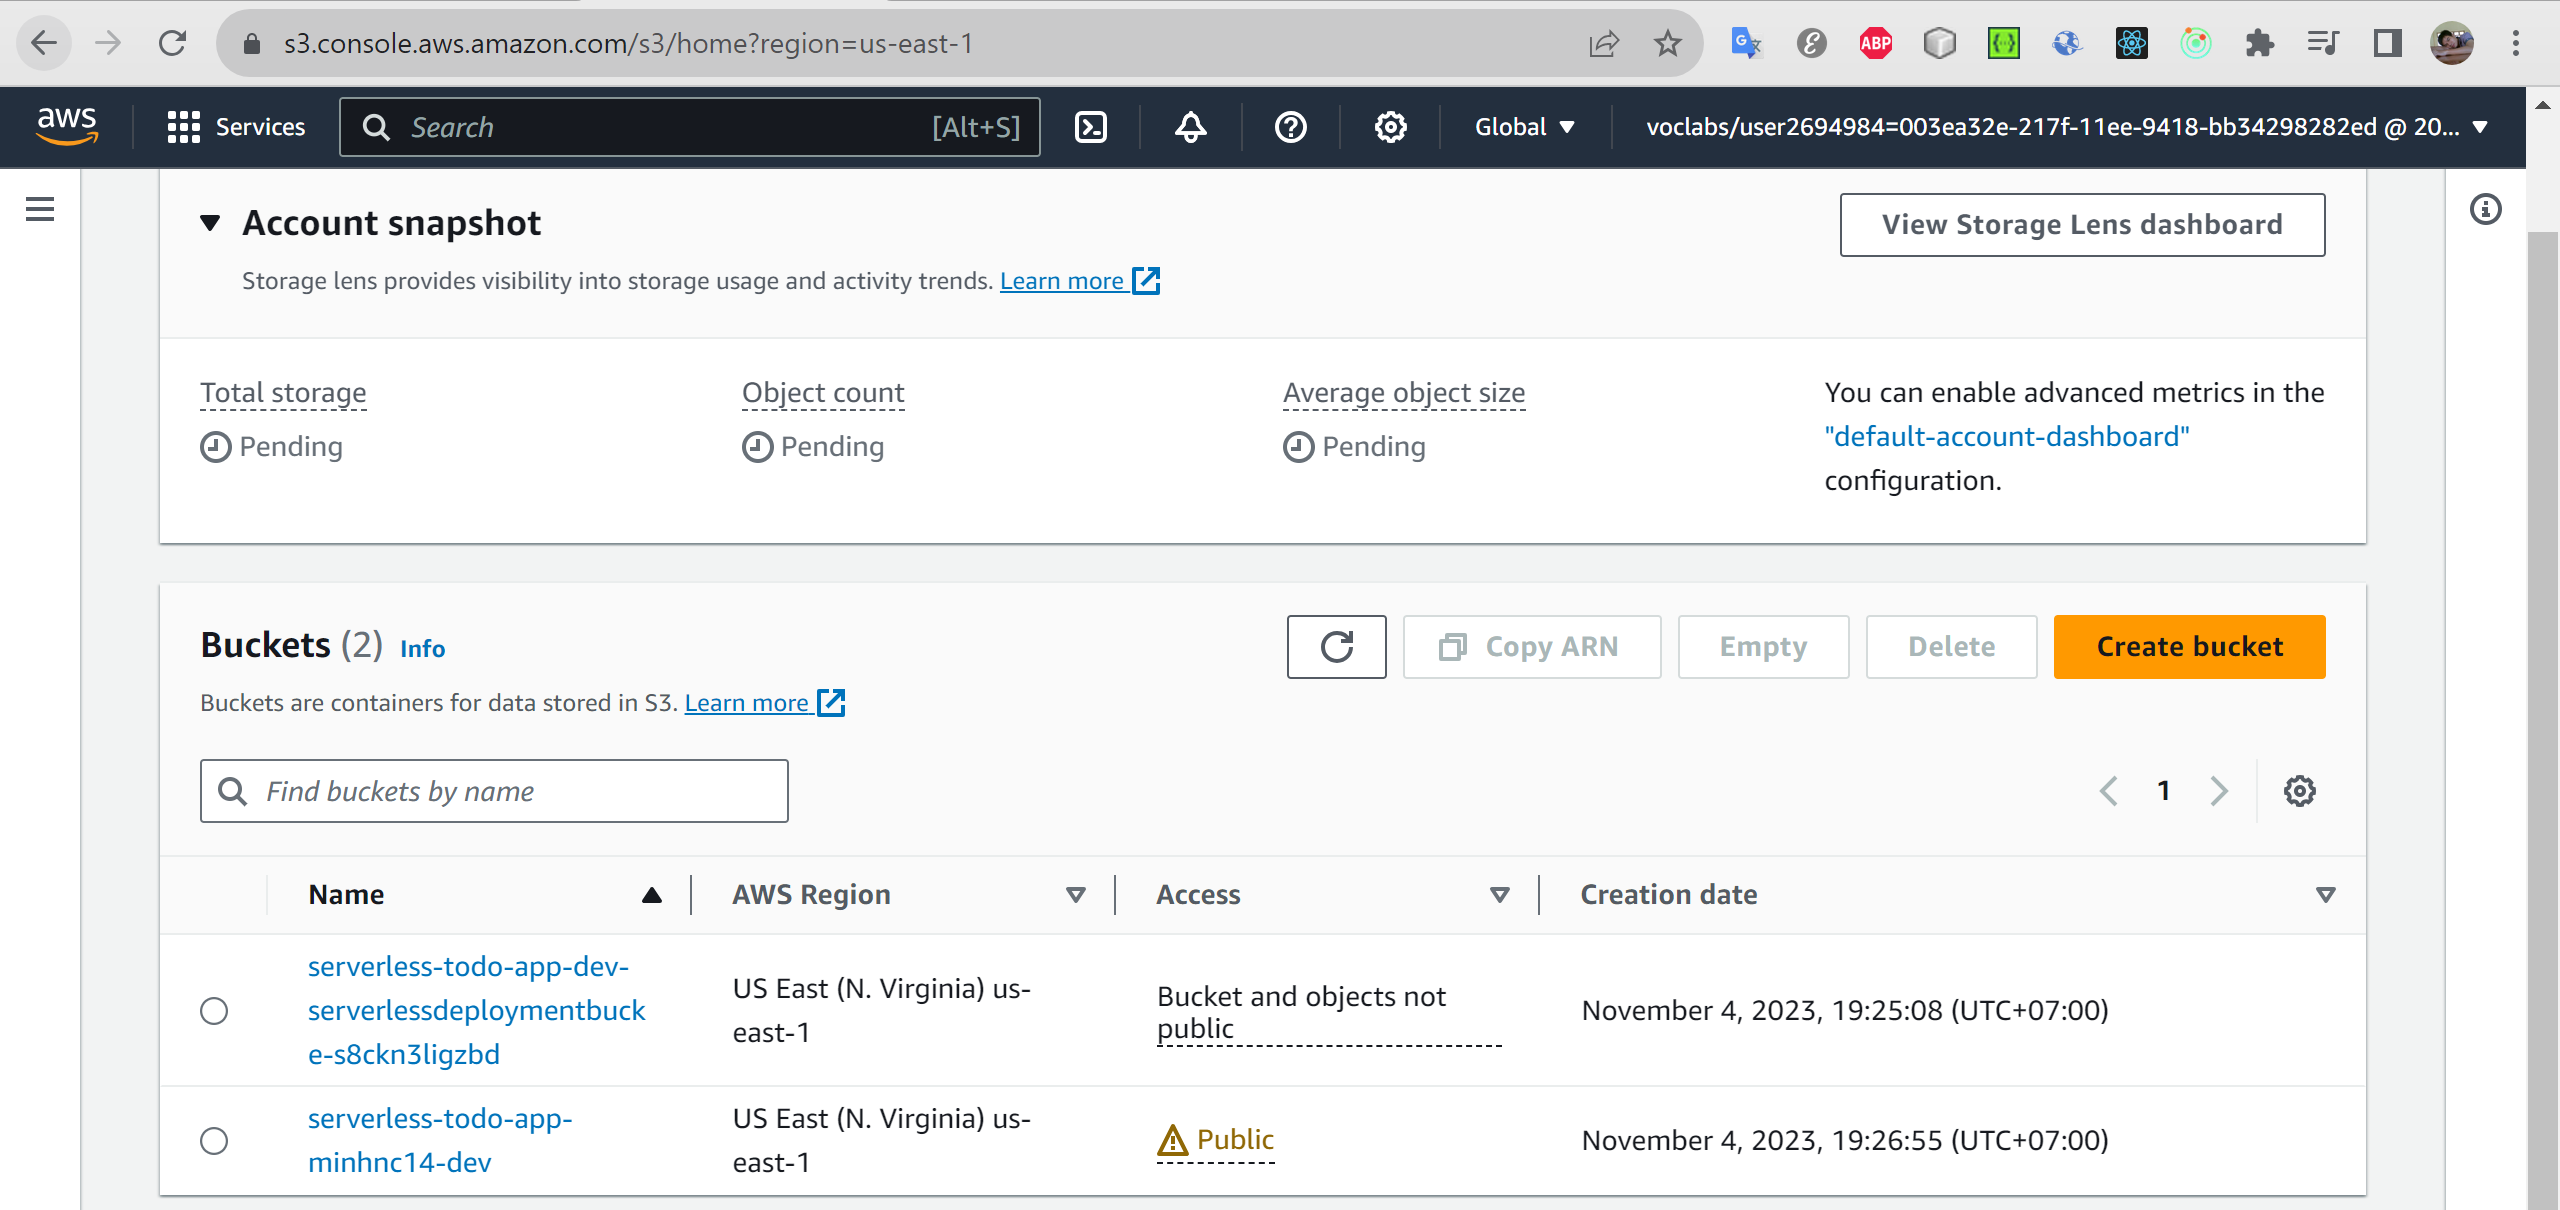 s3.console.aws.amazon.com/s3/home?region=us-east-1
ABP
aws
Services
Search
[Alt+S]
Global
voclabs/user2694984=003ea32e-217f-11ee-9418-bb34298282ed @ 20...
Account snapshot
View Storage Lens dashboard
Storage lens provides visibility into storage usage and activity trends. Learn more
Total storage
Pending
Object count
Pending
Average object size
Pending
You can enable advanced metrics in the
"default-account-dashboard"
configuration.
Buckets (2) Info
Copy ARN
Empty
Delete
Create bucket
Buckets are containers for data stored in S3. Learn more
Find buckets by name
1
Name
AWS Region
Access
Creation date
serverless-todo-app-dev-
serverlessdeploymentbuck
e-s8ckn3ligzbd
US East (N. Virginia) us-
east-1
Bucket and objects not
public
November 4, 2023, 19:25:08 (UTC+07:00)
serverless-todo-app-
minhnc14-dev
US East (N. Virginia) us-
east-1
Public
November 4, 2023, 19:26:55 (UTC+07:00)